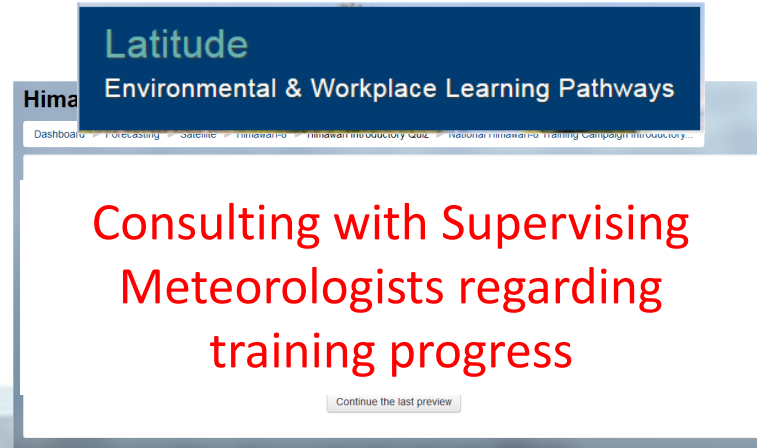 Latitude
Environmental & Workplace Learning Pathways
Hima
Dashboard Forecasting Satellite Himawari-8 Himawari Introductory Quiz National Himawari-8 Training Campaign Introductory...
Consulting with Supervising
Meteorologists regarding
training progress
Continue the last preview